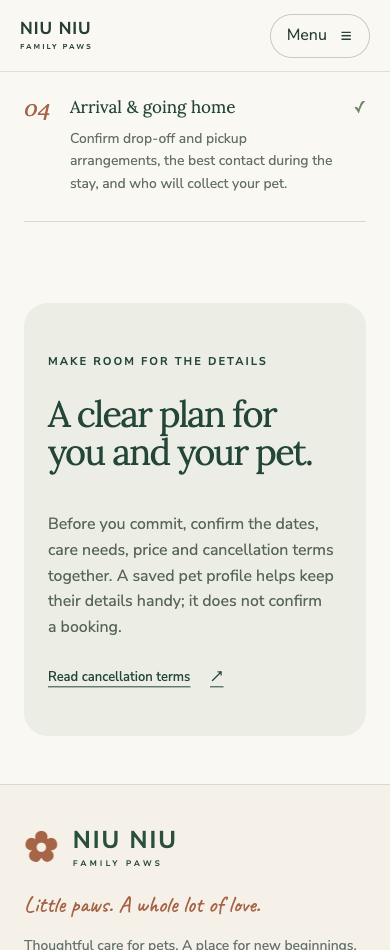 NIU NIU
FAMILY PAWS
Menu ≡
04 Arrival & going home ✓
Confirm drop-off and pickup
arrangements, the best contact during the
stay, and who will collect your pet.
MAKE ROOM FOR THE DETAILS
A clear plan for
you and your pet.
Before you commit, confirm the dates,
care needs, price and cancellation terms
together. A saved pet profile helps keep
their details handy; it does not confirm
a booking.
Read cancellation terms ↗
NIU NIU
FAMILY PAWS
Little paws. A whole lot of love.
Thoughtful care for pets. A place for new beginnings.